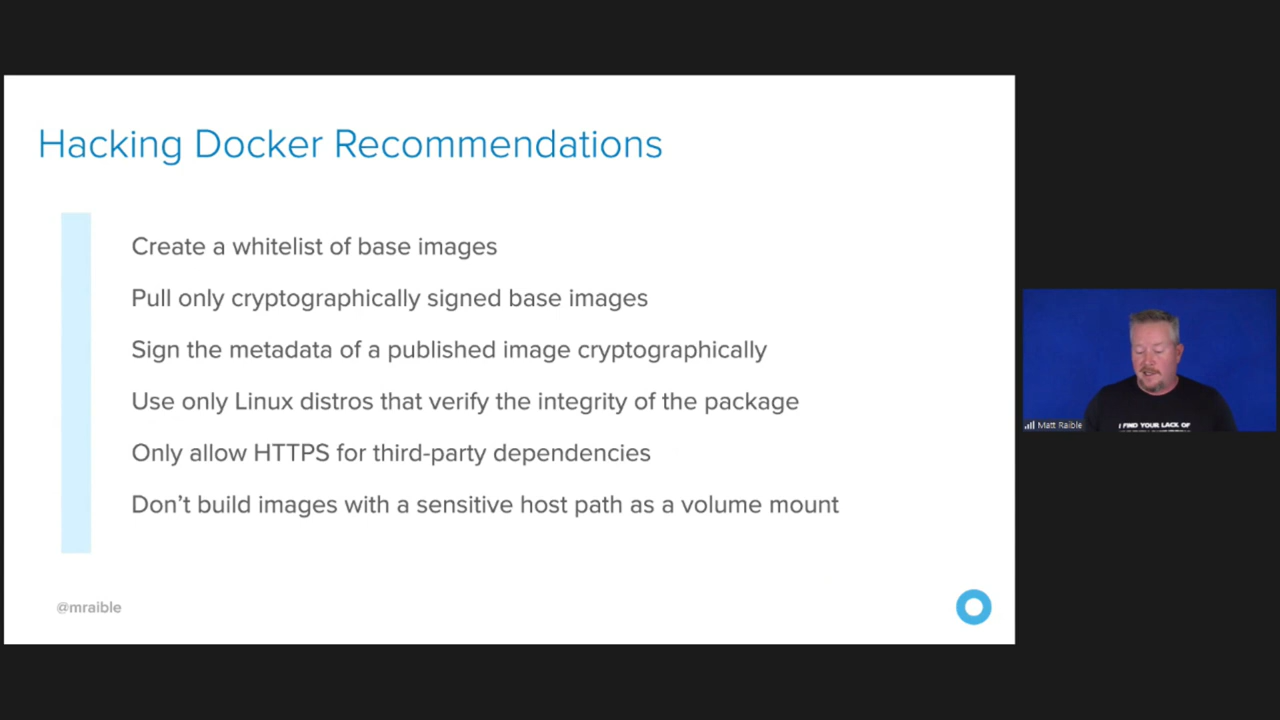 Hacking Docker Recommendations
Create a whitelist of base images
Pull only cryptographically signed base images
Sign the metadata of a published image cryptographically
Use only Linux distros that verify the integrity of the package
Only allow HTTPS for third-party dependencies
Don’t build images with a sensitive host path as a volume mount
@mraible
Matt Raible
I FIND YOUR LACK OF